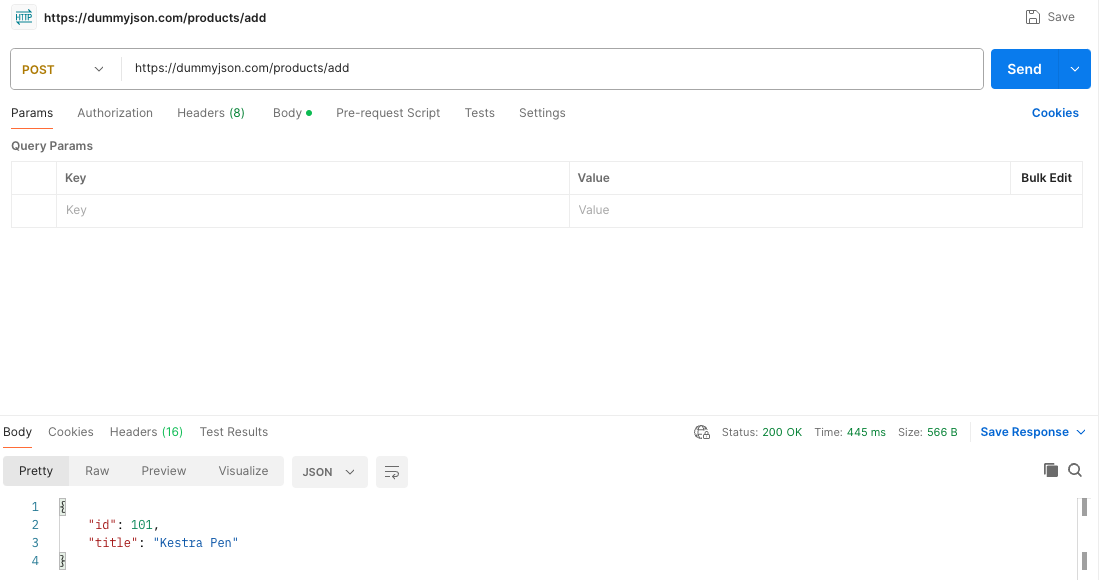 HTTP https://dummyjson.com/products/add Save
POST https://dummyjson.com/products/add Send
Params Authorization Headers (8) Body Pre-request Script Tests Settings Cookies
Query Params
Key Value Bulk Edit
Key Value
Body Cookies Headers (16) Test Results Status: 200 OK Time: 445 ms Size: 566 B Save Response
Pretty Raw Preview Visualize JSON
1 {
2 "id": 101,
3 "title": "Kestra Pen"
4 }